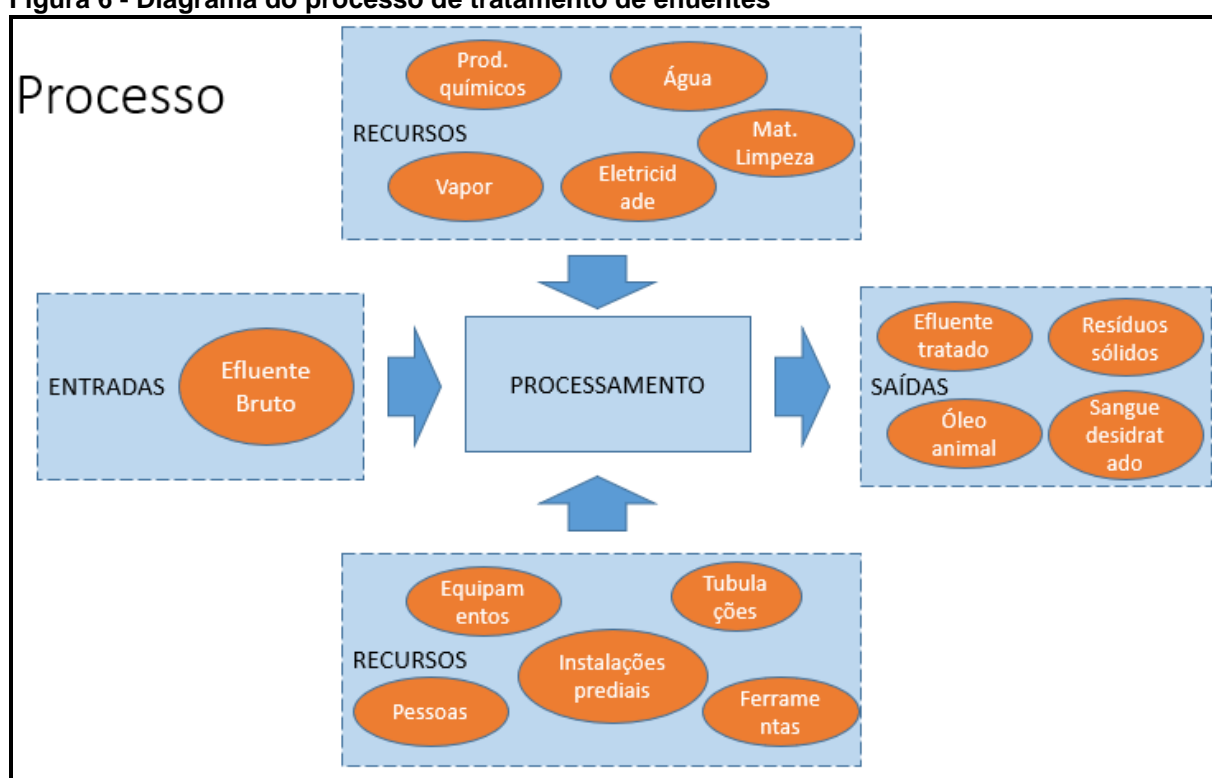 Figura 6 - Diagrama do processo de tratamento de efluentes
Processo
Prod.
químicos
Água
RECURSOS
Mat.
Limpeza
Vapor
Eletricid
ade
ENTRADAS
Efluente
Bruto
PROCESSAMENTO
Efluente
tratado
Resíduos
sólidos
SAÍDAS
Óleo
animal
Sangue
desidrat
ado
Equipam
entos
Tubula
ções
RECURSOS
Instalações
prediais
Pessoas
Ferrame
ntas